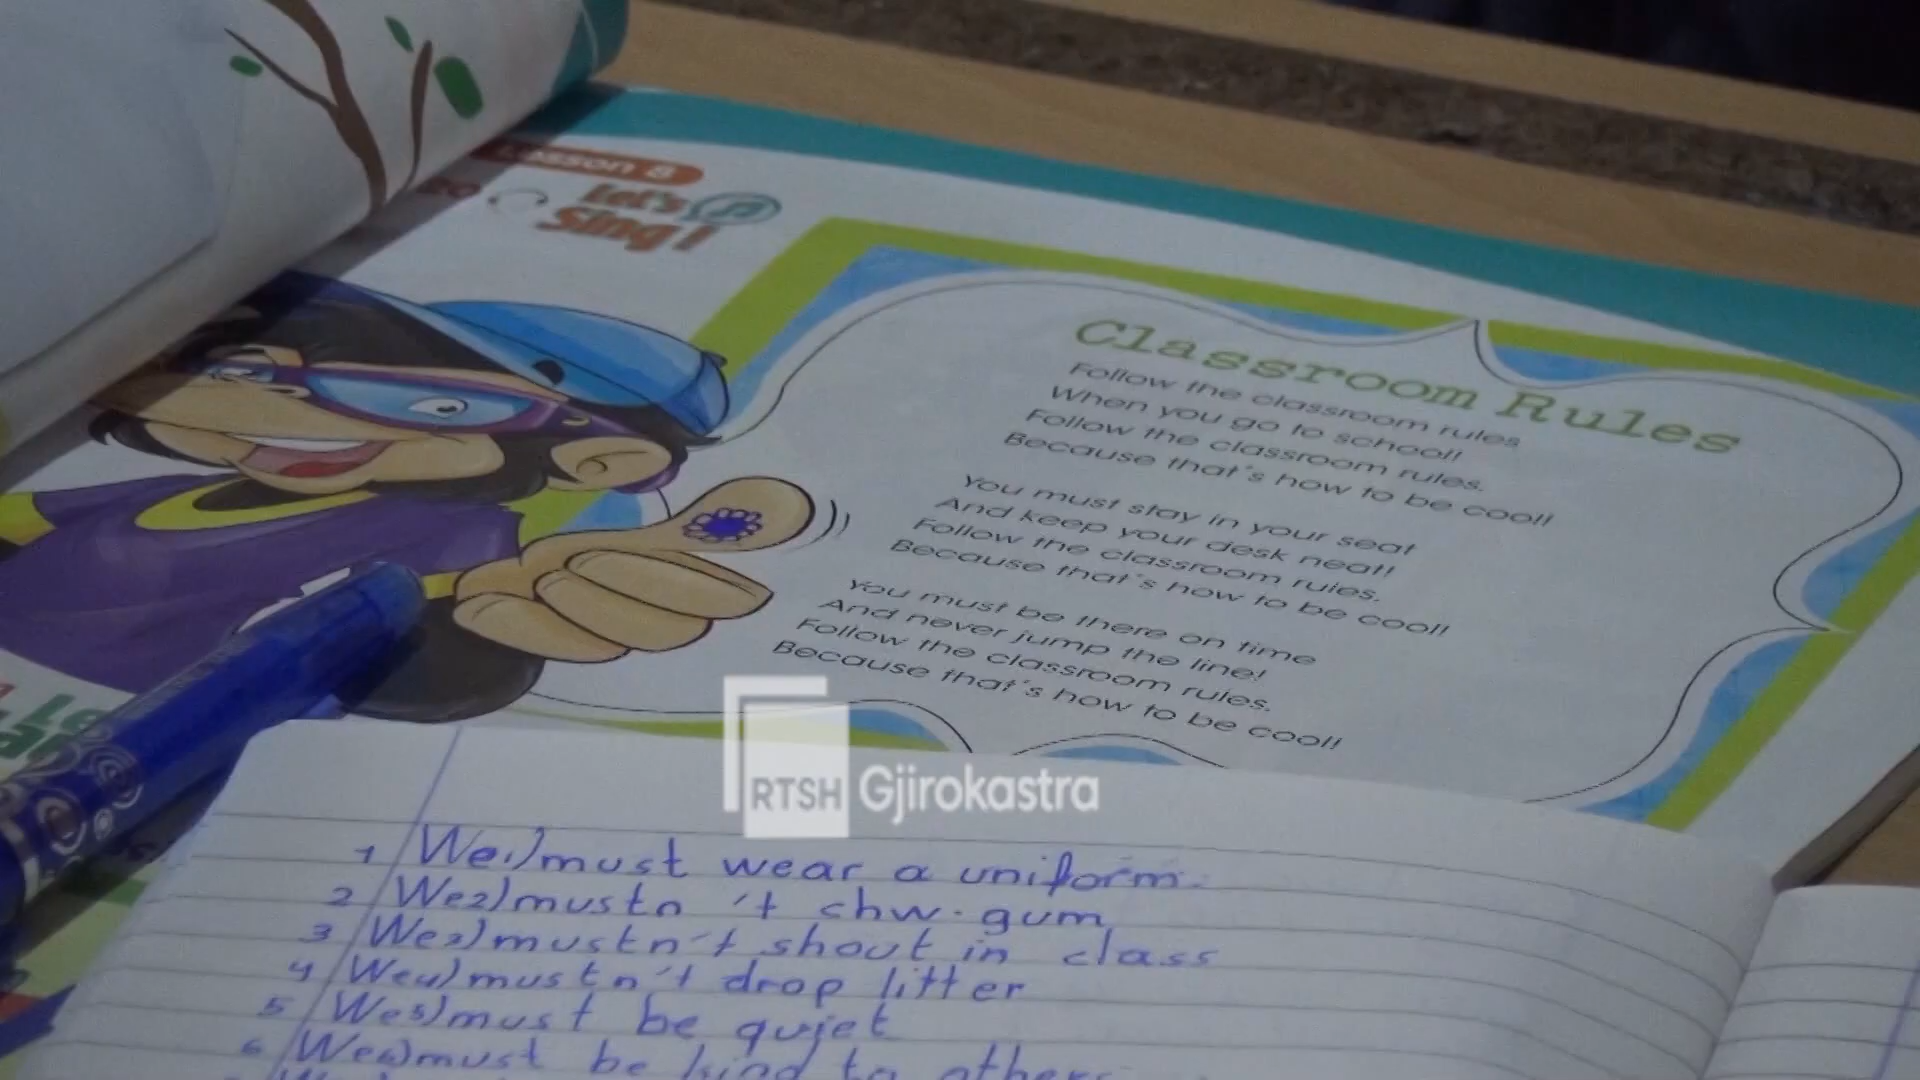 Lesson 8
Let's
Sing!
Classroom Rules
Follow the classroom rules
When you go to school!
Follow the classroom rules.
Because that's how to be cool!
You must stay in your seat
And keep your desk neat!
Follow the classroom rules.
Because that's how to be cool!
You must be there on time
And never jump the line!
Follow the classroom rules.
Because that's how to be cool!
RTSH Gjirokastra
1 We1) must wear a uniform.
2 We2) mustn 't chw. gum
3 We3) mustn't shout in class
4 We4) mustn't drop litter
5 We5) must be quiet
6 We6) must be kind to others